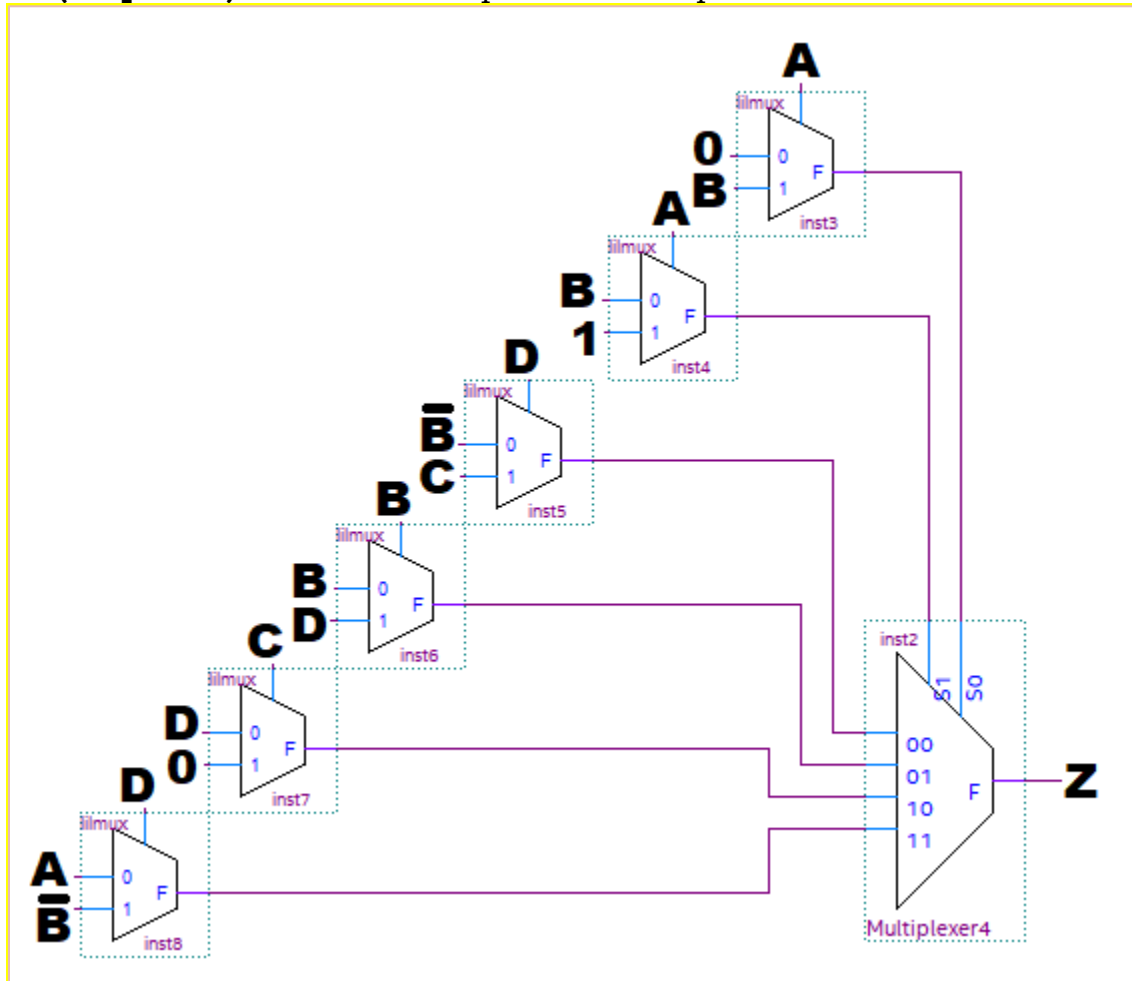 A
lilmux
0
0
F
B
1
inst3
A
lilmux
B
0
F
1
1
inst4
D
lilmux
B̅
0
F
C
1
inst5
B
lilmux
B
0
F
D
1
inst6
C
lilmux
D
0
F
0
1
inst7
D
lilmux
A
0
F
B̅
1
inst8
inst2
S1
S0
00
01
10
11
F
Z
Multiplexer4